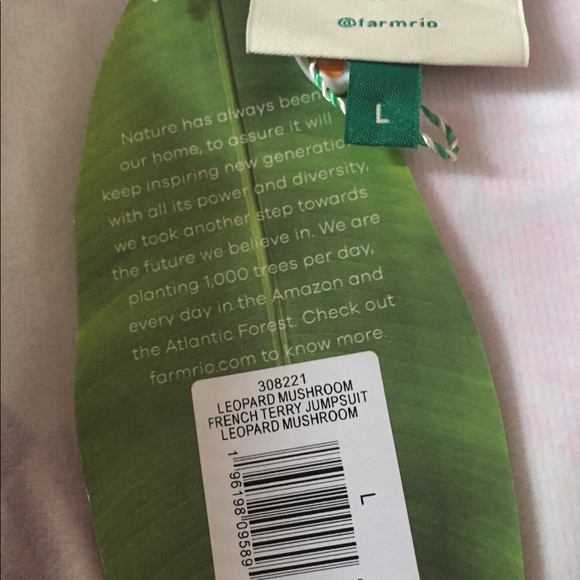 @farmrio
L
Nature has always been
our home, to assure it will
keep inspiring new
with all its power and diversity,
we took another step towards
the future we believe in. We are
planting 1,000 trees per day,
every day in the Amazon and
the Atlantic Forest. Check out
farmrio.com to know more.
308221
LEOPARD MUSHROOM
FRENCH TERRY JUMPSUIT
LEOPARD MUSHROOM
1 96198 09589
L